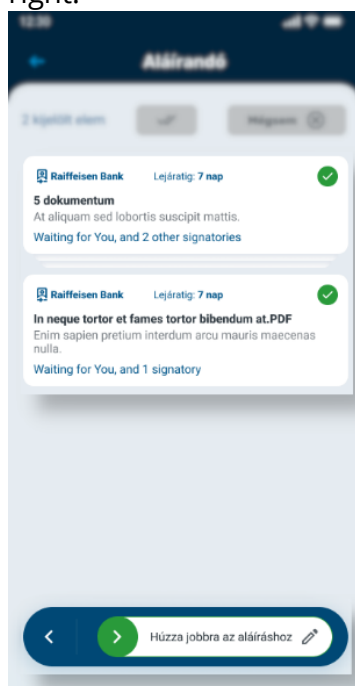 right.
12:30
Aláírandó
2 kijelölt elem
Mégsem
Raiffeisen Bank Lejáratig: 7 nap
5 dokumentum
At aliquam sed lobortis suscipit mattis.
Waiting for You, and 2 other signatories
Raiffeisen Bank Lejáratig: 7 nap
In neque tortor et fames tortor bibendum at.PDF
Enim sapien pretium interdum arcu mauris maecenas
nulla.
Waiting for You, and 1 signatory
Húzza jobbra az aláíráshoz